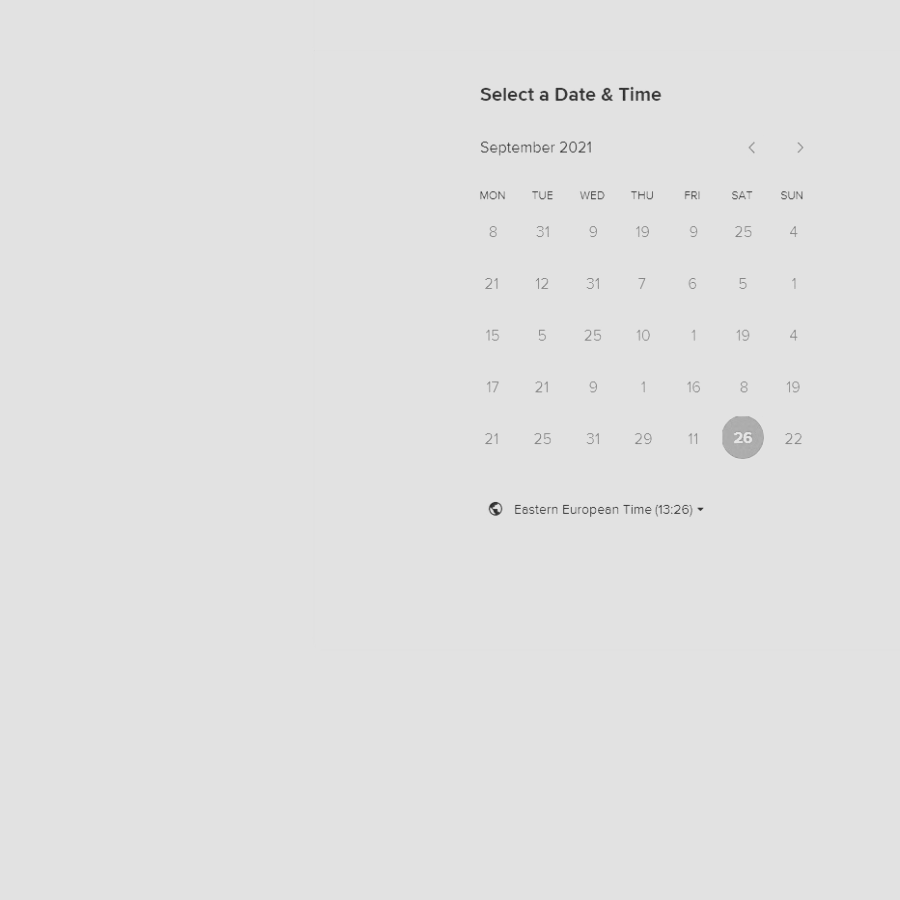 Select a Date & Time
September 2021
MON TUE WED THU FRI SAT SUN
8 31 9 19 9 25 4
21 12 31 7 6 5 1
15 5 25 10 1 19 4
17 21 9 1 16 8 19
21 25 31 29 11 26 22
Eastern European Time (13:26)